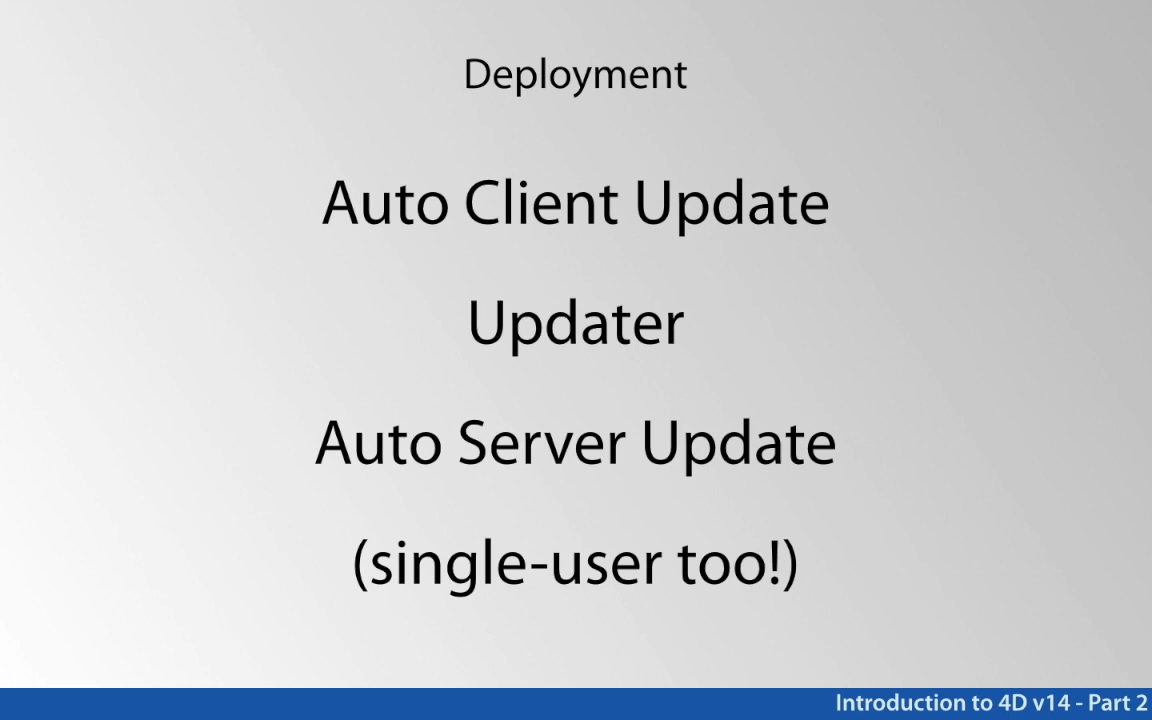 Deployment
Auto Client Update
Updater
Auto Server Update
(single-user too!)
Introduction to 4D v14 - Part 2